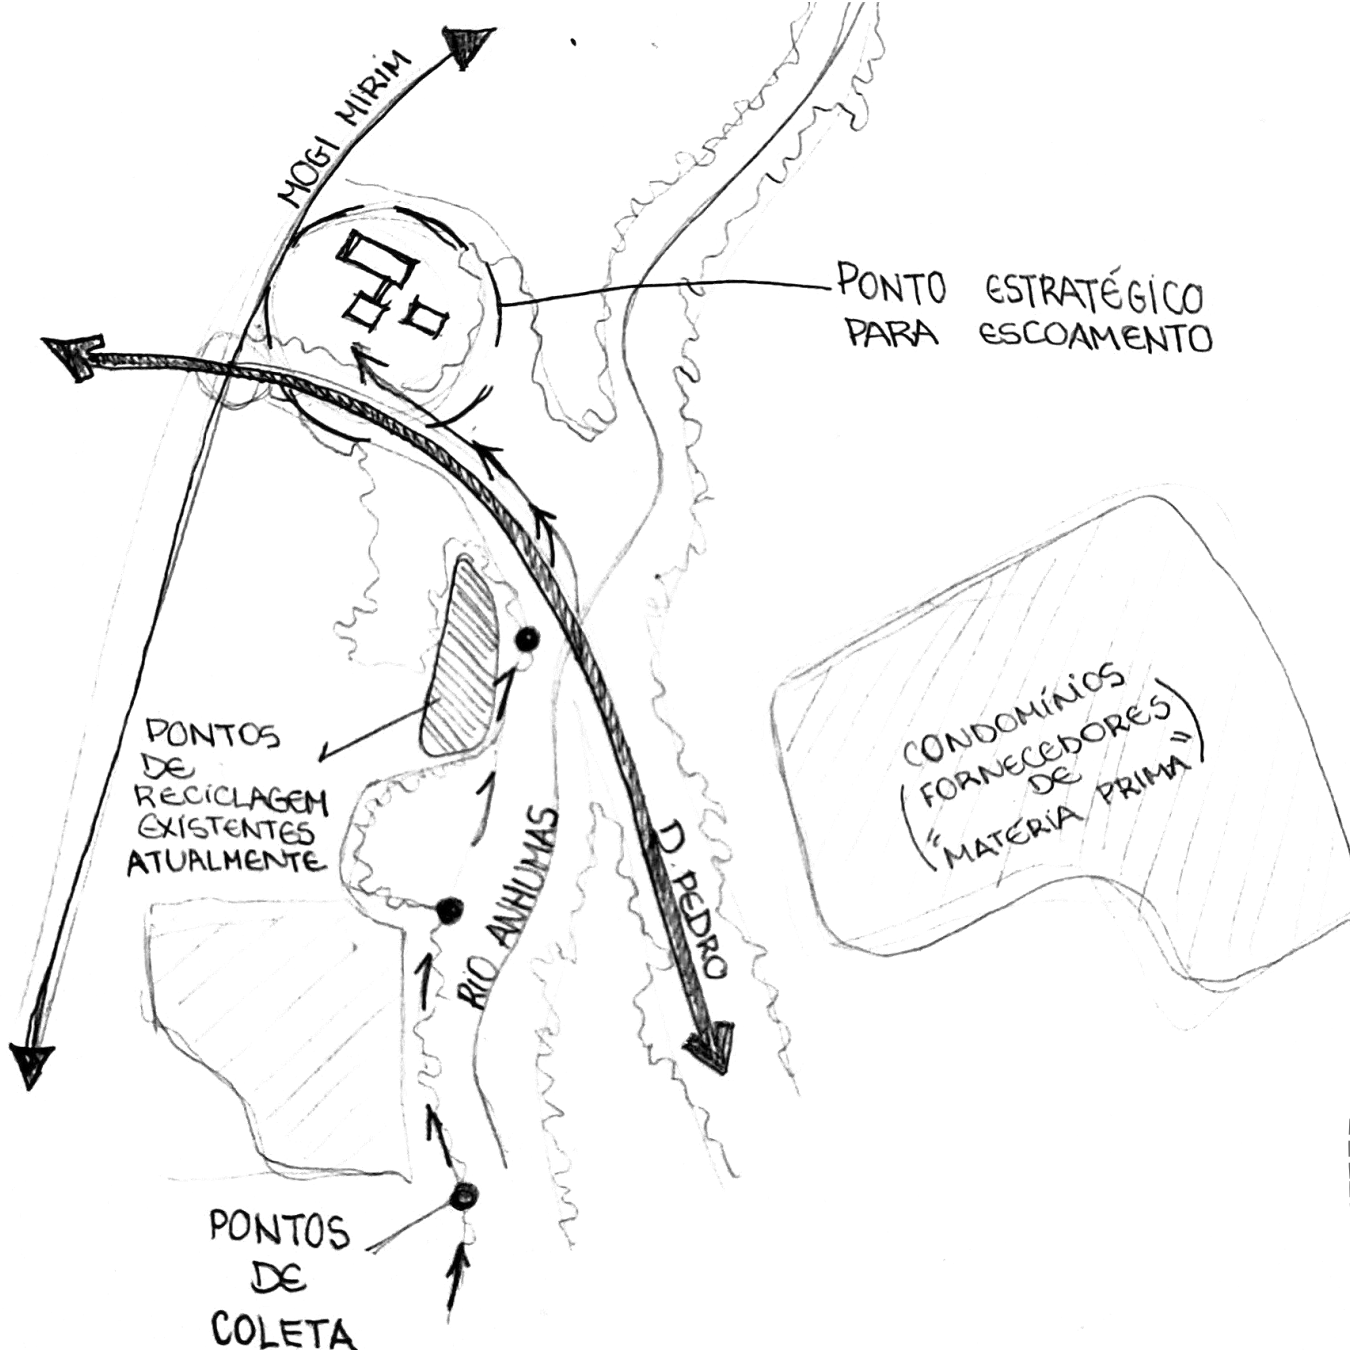 MOGI MIRIM
PONTO ESTRATÉGICO
PARA ESCOAMENTO
CONDOMÍNIOS
(FORNECEDORES
DE
"MATÉRIA PRIMA")
PONTOS
DE
RECICLAGEM
EXISTENTES
ATUALMENTE
D. PEDRO
RIO ANHUMAS
PONTOS
DE
COLETA